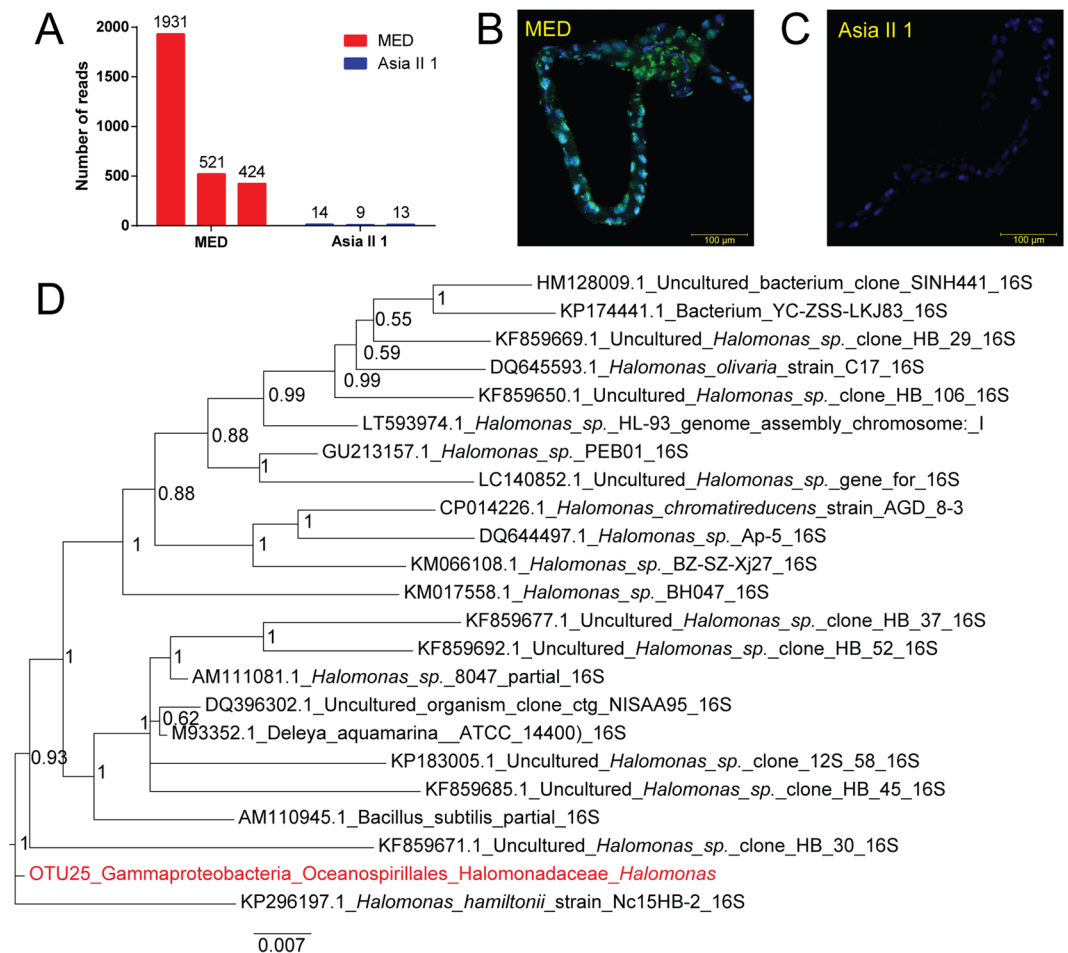 A
2000
1500
1000
500
0
Number of reads
1931
521
424
14
9
13
MED
Asia II 1
MED
Asia II 1
B
MED
100 µm
C
Asia II 1
100 µm
D
HM128009.1_Uncultured_bacterium_clone_SINH441_16S
1
KP174441.1_Bacterium_YC-ZSS-LKJ83_16S
0.55
KF859669.1_Uncultured_Halomonas_sp._clone_HB_29_16S
0.59
DQ645593.1_Halomonas_olivaria_strain_C17_16S
0.99
KF859650.1_Uncultured_Halomonas_sp._clone_HB_106_16S
0.99
LT593974.1_Halomonas_sp._HL-93_genome_assembly_chromosome:_I
0.88
GU213157.1_Halomonas_sp._PEB01_16S
1
LC140852.1_Uncultured_Halomonas_sp._gene_for_16S
0.88
CP014226.1_Halomonas_chromatireducens_strain_AGD_8-3
1
DQ644497.1_Halomonas_sp._Ap-5_16S
1
1
KM066108.1_Halomonas_sp._BZ-SZ-Xj27_16S
KM017558.1_Halomonas_sp._BH047_16S
KF859677.1_Uncultured_Halomonas_sp._clone_HB_37_16S
1
KF859692.1_Uncultured_Halomonas_sp._clone_HB_52_16S
1
1
AM111081.1_Halomonas_sp._8047_partial_16S
DQ396302.1_Uncultured_organism_clone_ctg_NISAA95_16S
1
0.62
M93352.1_Deleya_aquamarina__ATCC_14400)_16S
0.93
KP183005.1_Uncultured_Halomonas_sp._clone_12S_58_16S
1
KF859685.1_Uncultured_Halomonas_sp._clone_HB_45_16S
AM110945.1_Bacillus_subtilis_partial_16S
1
KF859671.1_Uncultured_Halomonas_sp._clone_HB_30_16S
OTU25_Gammaproteobacteria_Oceanospirillales_Halomonadaceae_Halomonas
KP296197.1_Halomonas_hamiltonii_strain_Nc15HB-2_16S
0.007